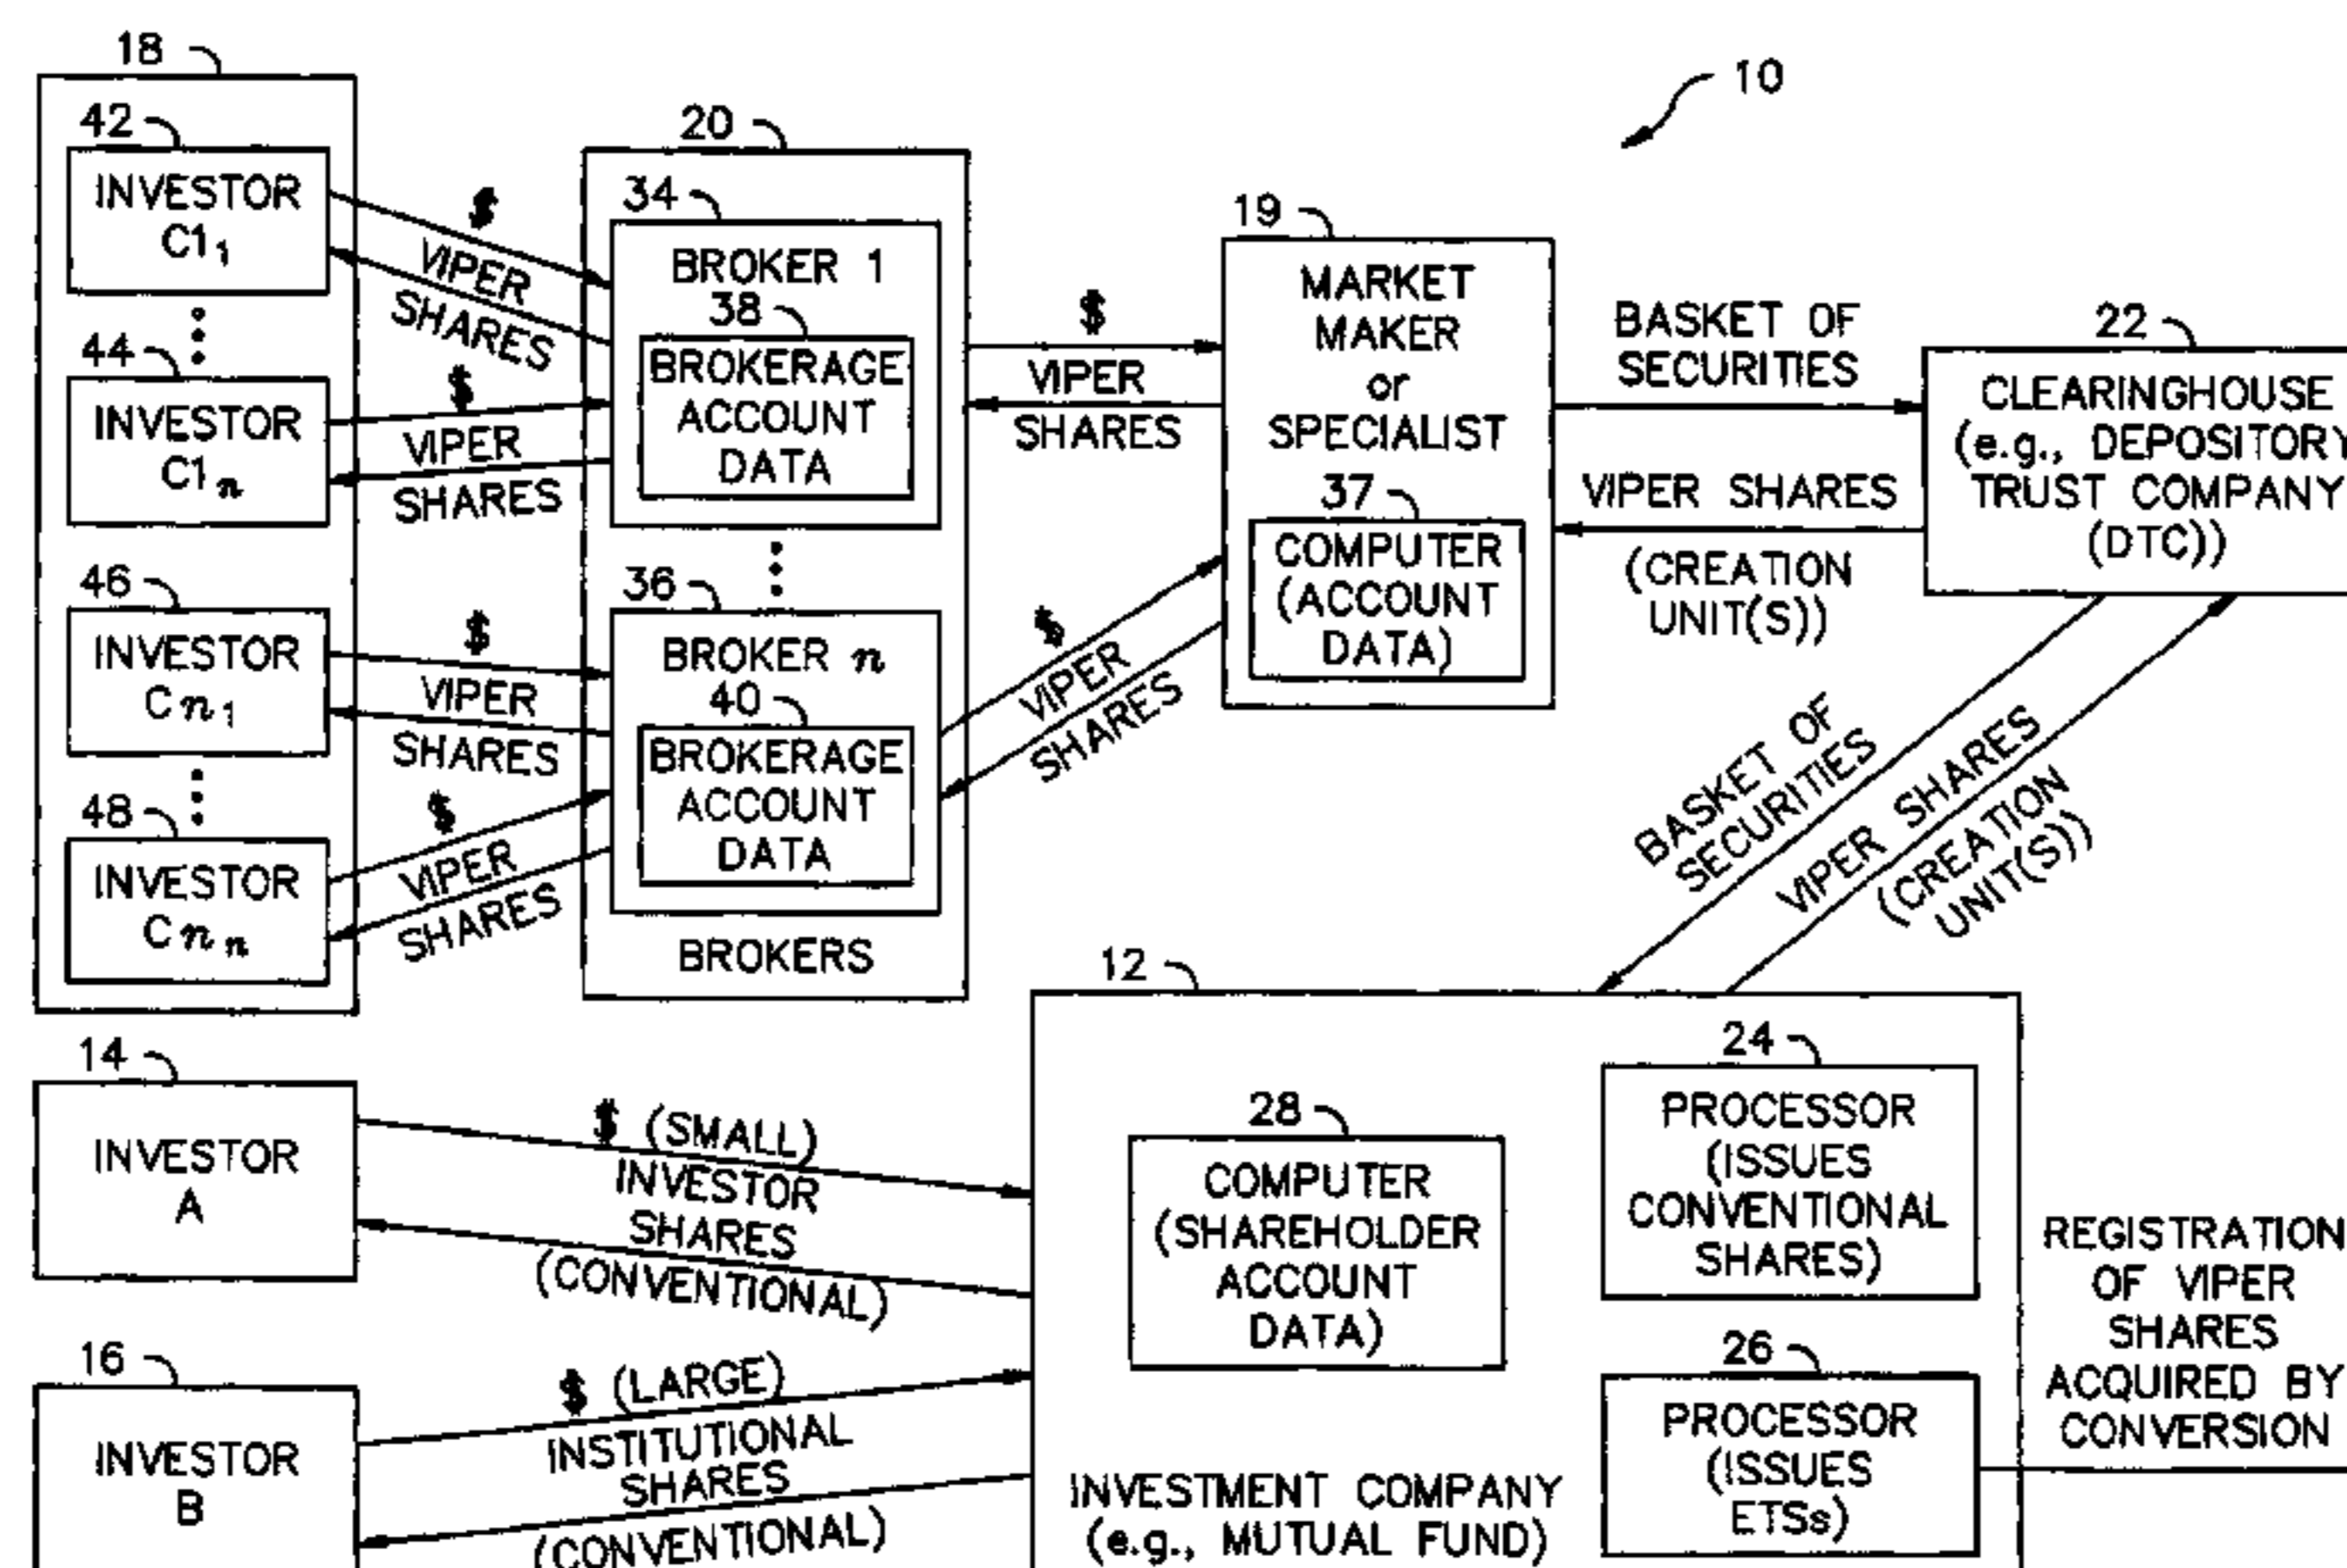 18
10
42
INVESTOR
C1₁
44
INVESTOR
C1ₙ
46
INVESTOR
Cn₁
48
INVESTOR
Cnₙ
$
VIPER
SHARES
$
VIPER
SHARES
$
VIPER
SHARES
$
VIPER
SHARES
20
34
BROKER 1
38
BROKERAGE
ACCOUNT
DATA
36
BROKER n
40
BROKERAGE
ACCOUNT
DATA
BROKERS
$
VIPER
SHARES
$
VIPER
SHARES
19
MARKET
MAKER
or
SPECIALIST
37
COMPUTER
(ACCOUNT
DATA)
BASKET OF
SECURITIES
VIPER SHARES
(CREATION
UNIT(S))
22
CLEARINGHOUSE
(e.g., DEPOSITORY
TRUST COMPANY
(DTC))
BASKET OF
SECURITIES
VIPER SHARES
(CREATION
UNIT(S))
14
INVESTOR
A
$ (SMALL)
INVESTOR
SHARES
(CONVENTIONAL)
16
INVESTOR
B
$ (LARGE)
INSTITUTIONAL
SHARES
(CONVENTIONAL)
12
28
COMPUTER
(SHAREHOLDER
ACCOUNT
DATA)
INVESTMENT COMPANY
(e.g., MUTUAL FUND)
24
PROCESSOR
(ISSUES
CONVENTIONAL
SHARES)
26
PROCESSOR
(ISSUES
ETSs)
REGISTRATION
OF VIPER
SHARES
ACQUIRED BY
CONVERSION